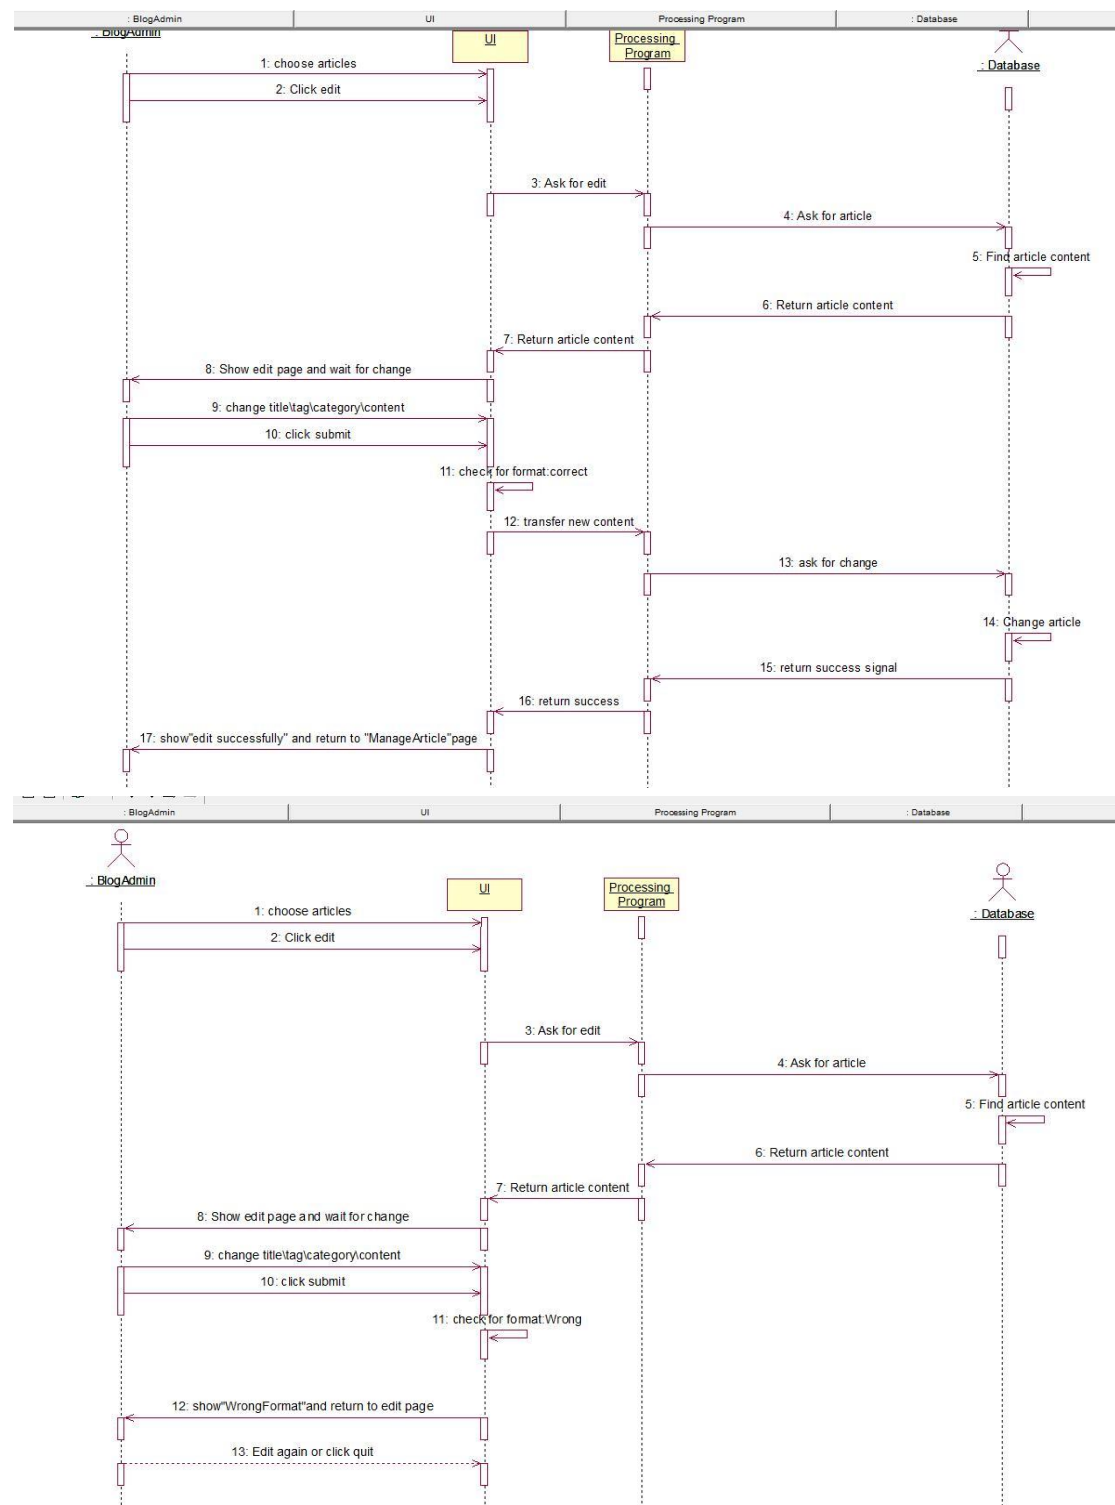 : BlogAdmin UI Processing Program : Database
: BlogAdmin
UI
Processing
Program
: Database
1: choose articles
2: Click edit
3: Ask for edit
4: Ask for article
5: Find article content
6: Return article content
7: Return article content
8: Show edit page and wait for change
9: change title\tag\category\content
10: click submit
11: check for format:correct
12: transfer new content
13: ask for change
14: Change article
15: return success signal
16: return success
17: show"edit successfully" and return to "ManageArticle"page
: BlogAdmin UI Processing Program : Database
: BlogAdmin
UI
Processing
Program
: Database
1: choose articles
2: Click edit
3: Ask for edit
4: Ask for article
5: Find article content
6: Return article content
7: Return article content
8: Show edit page and wait for change
9: change title\tag\category\content
10: click submit
11: check for format:Wrong
12: show"WrongFormat"and return to edit page
13: Edit again or click quit